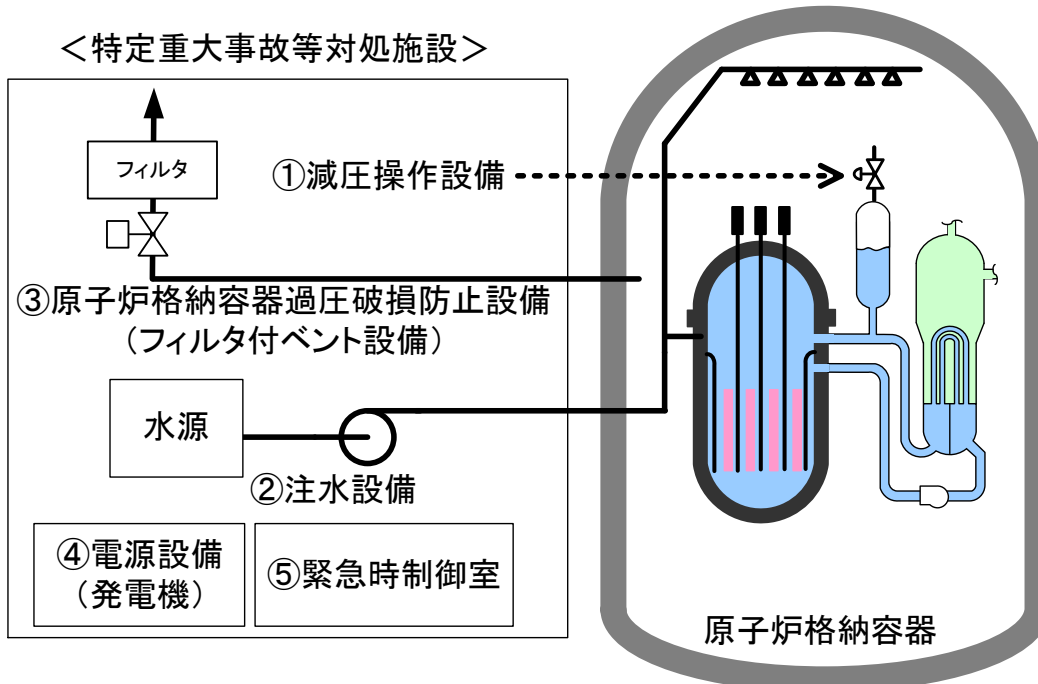 ＜特定重大事故等対処施設＞
フィルタ
①減圧操作設備
③原子炉格納容器過圧破損防止設備
（フィルタ付ベント設備）
水源
②注水設備
④電源設備
（発電機）
⑤緊急時制御室
原子炉格納容器